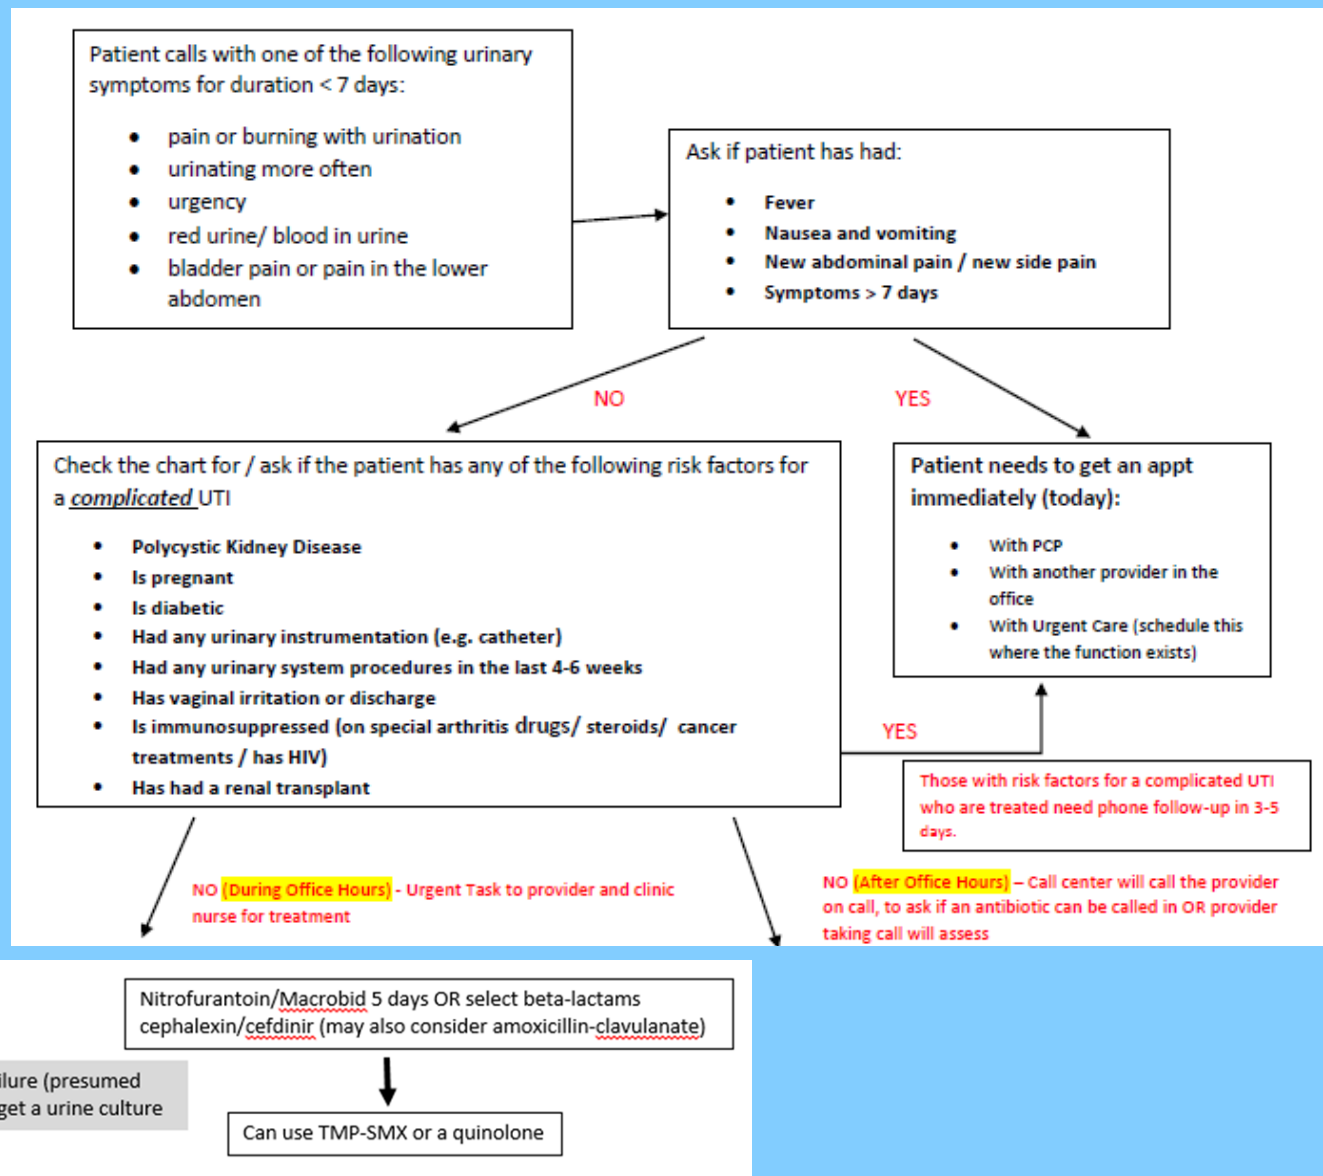 Patient calls with one of the following urinary
symptoms for duration < 7 days:
• pain or burning with urination
• urinating more often
• urgency
• red urine/ blood in urine
• bladder pain or pain in the lower
abdomen
Ask if patient has had:
• Fever
• Nausea and vomiting
• New abdominal pain / new side pain
• Symptoms > 7 days
NO
YES
Check the chart for / ask if the patient has any of the following risk factors for
a complicated UTI
• Polycystic Kidney Disease
• Is pregnant
• Is diabetic
• Had any urinary instrumentation (e.g. catheter)
• Had any urinary system procedures in the last 4-6 weeks
• Has vaginal irritation or discharge
• Is immunosuppressed (on special arthritis drugs/ steroids/ cancer
treatments / has HIV)
• Has had a renal transplant
Patient needs to get an appt
immediately (today):
• With PCP
• With another provider in the
office
• With Urgent Care (schedule this
where the function exists)
YES
Those with risk factors for a complicated UTI
who are treated need phone follow-up in 3-5
days.
NO (During Office Hours) - Urgent Task to provider and clinic
nurse for treatment
NO (After Office Hours) – Call center will call the provider
on call, to ask if an antibiotic can be called in OR provider
taking call will assess
Nitrofurantoin/Macrobid 5 days OR select beta-lactams
cephalexin/cefdinir (may also consider amoxicillin-clavulanate)
ilure (presumed
get a urine culture
Can use TMP-SMX or a quinolone